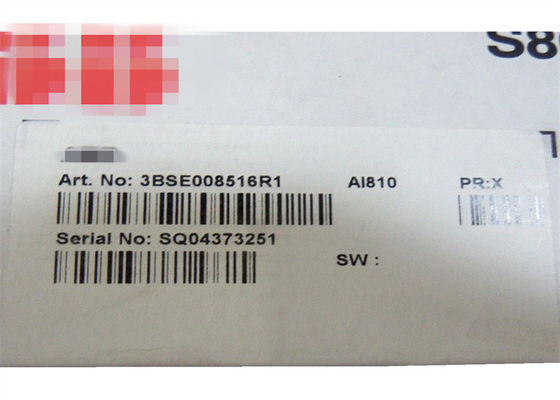 S8
Art. No: 3BSE008516R1 AI810 PR:X
Serial No: SQ04373251
SW :